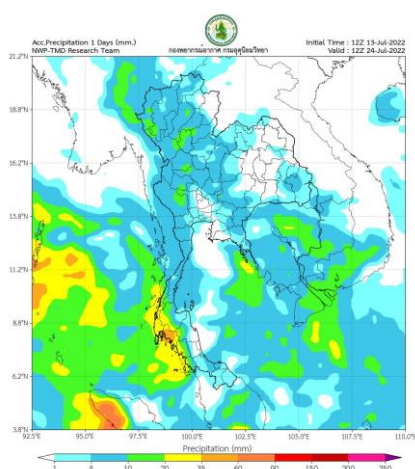 Acc.Precipitation 1 Days (mm.)
NWP-TMD Research Team
กองพยากรณ์อากาศ กรมอุตุนิยมวิทยา
Initial Time : 12Z 13-Jul-2022
Valid : 12Z 24-Jul-2022
21.2°N
18.8°N
16.2°N
13.8°N
11.2°N
8.8°N
6.2°N
3.8°N
92.5°E 95.0°E 97.5°E 100.0°E 102.5°E 105.0°E 107.5°E 110.0°E
Precipitation (mm)
1 5 10 20 35 60 90 150 200 250